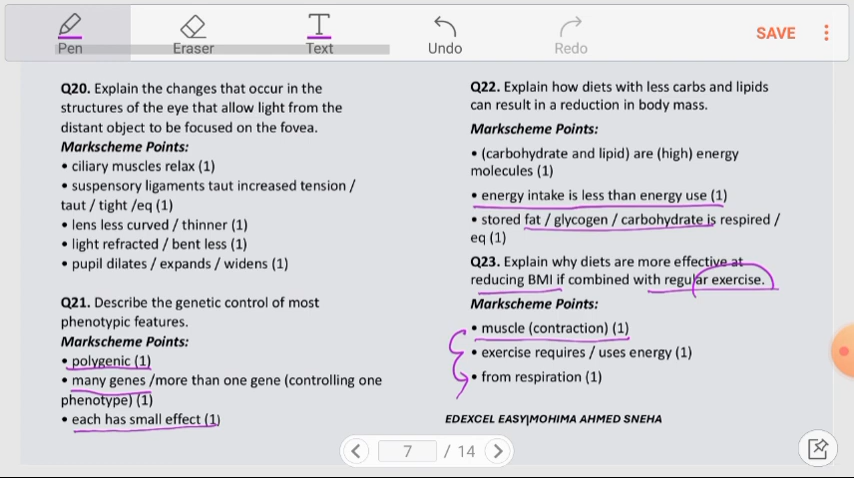 Pen
Eraser
Text
Undo
Redo
SAVE
Q20. Explain the changes that occur in the
structures of the eye that allow light from the
distant object to be focused on the fovea.
Markscheme Points:
• ciliary muscles relax (1)
• suspensory ligaments taut increased tension /
taut / tight /eq (1)
• lens less curved / thinner (1)
• light refracted / bent less (1)
• pupil dilates / expands / widens (1)
Q21. Describe the genetic control of most
phenotypic features.
Markscheme Points:
• polygenic (1)
• many genes /more than one gene (controlling one
phenotype) (1)
• each has small effect (1)
Q22. Explain how diets with less carbs and lipids
can result in a reduction in body mass.
Markscheme Points:
• (carbohydrate and lipid) are (high) energy
molecules (1)
• energy intake is less than energy use (1)
• stored fat / glycogen / carbohydrate is respired /
eq (1)
Q23. Explain why diets are more effective at
reducing BMI if combined with regular exercise.
Markscheme Points:
• muscle (contraction) (1)
• exercise requires / uses energy (1)
• from respiration (1)
EDEXCEL EASY|MOHIMA AHMED SNEHA
7 / 14